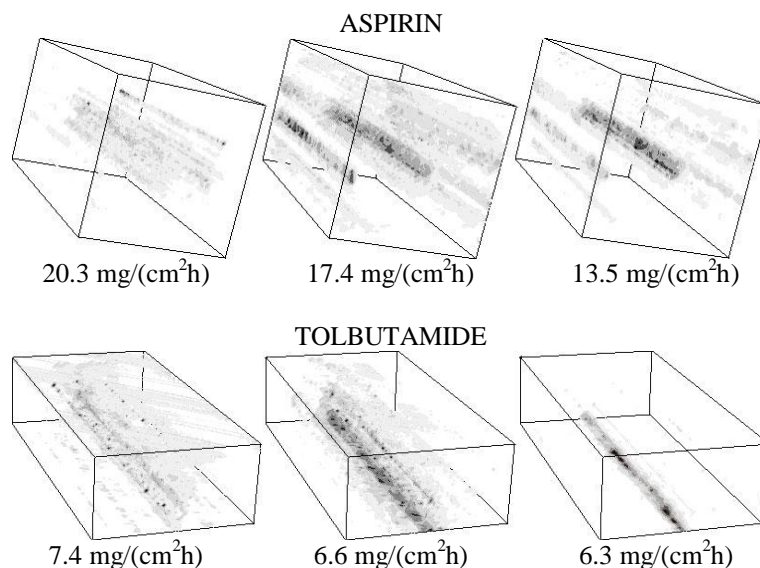 ASPIRIN
20.3 mg/(cm²h) 17.4 mg/(cm²h) 13.5 mg/(cm²h)
TOLBUTAMIDE
7.4 mg/(cm²h) 6.6 mg/(cm²h) 6.3 mg/(cm²h)